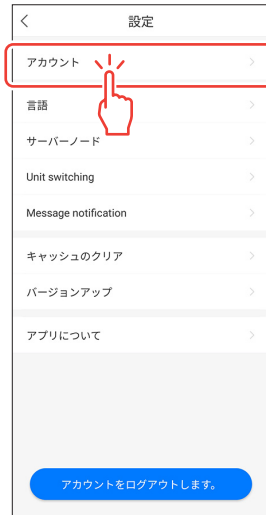 設定
アカウント
言語
サーバーノード
Unit switching
Message notification
キャッシュのクリア
バージョンアップ
アプリについて
アカウントをログアウトします。